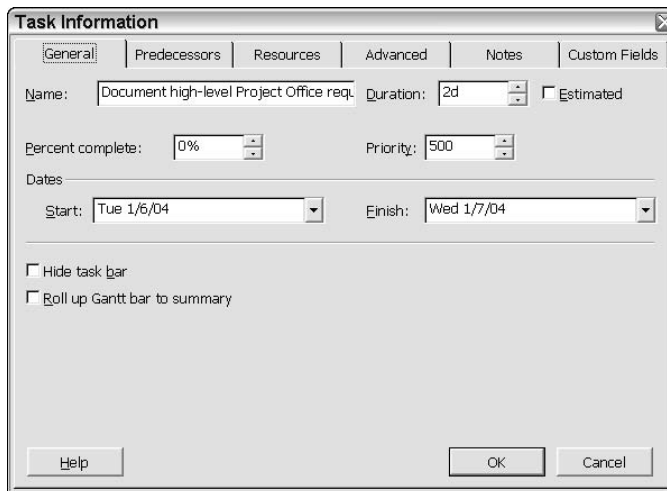 Task Information
General Predecessors Resources Advanced Notes Custom Fields
Name: Document high-level Project Office Duration: 2d Estimated
Percent complete: 0% Priority: 500
Dates
Start: Tue 1/6/04 Finish: Wed 1/7/04
Hide task bar
Roll up Gantt bar to summary
Help OK Cancel